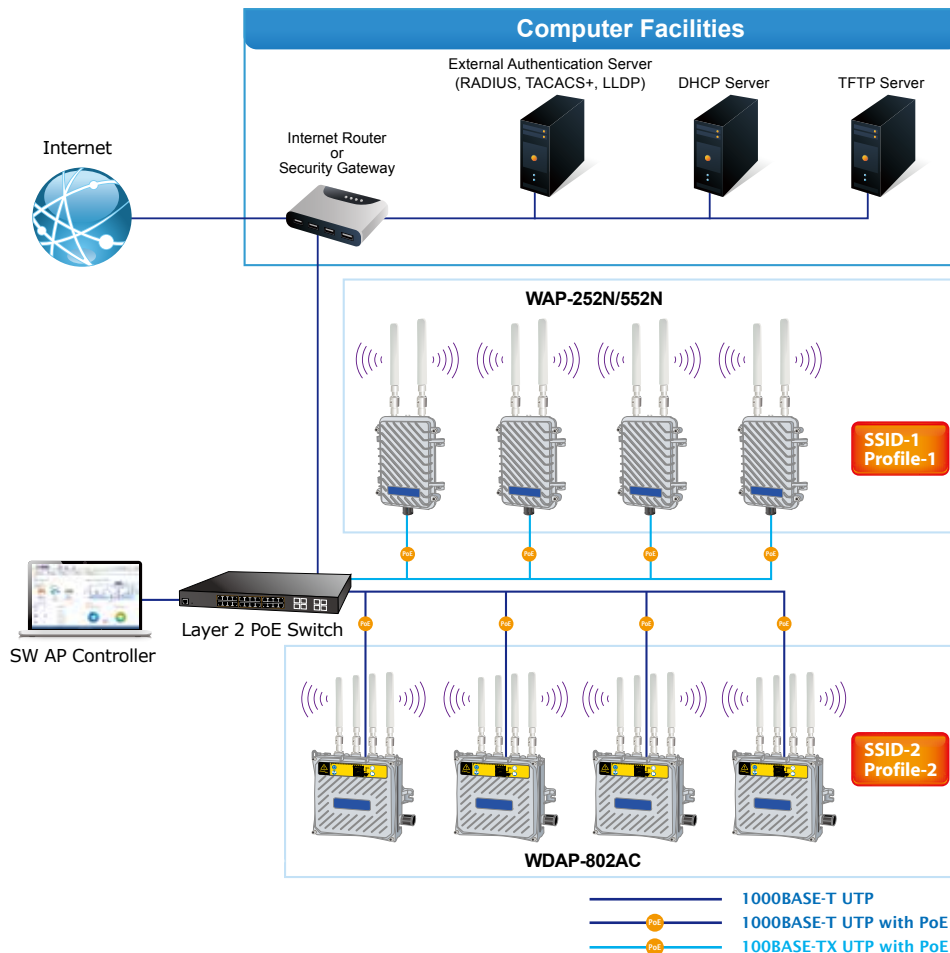 Computer Facilities
External Authentication Server
(RADIUS, TACACS+, LLDP)
DHCP Server
TFTP Server
Internet Router
or
Security Gateway
Internet
WAP-252N/552N
SSID-1
Profile-1
PoE
PoE
PoE
PoE
SW AP Controller
Layer 2 PoE Switch
PoE
PoE
PoE
PoE
SSID-2
Profile-2
WDAP-802AC
1000BASE-T UTP
PoE
1000BASE-T UTP with PoE
PoE
100BASE-TX UTP with PoE